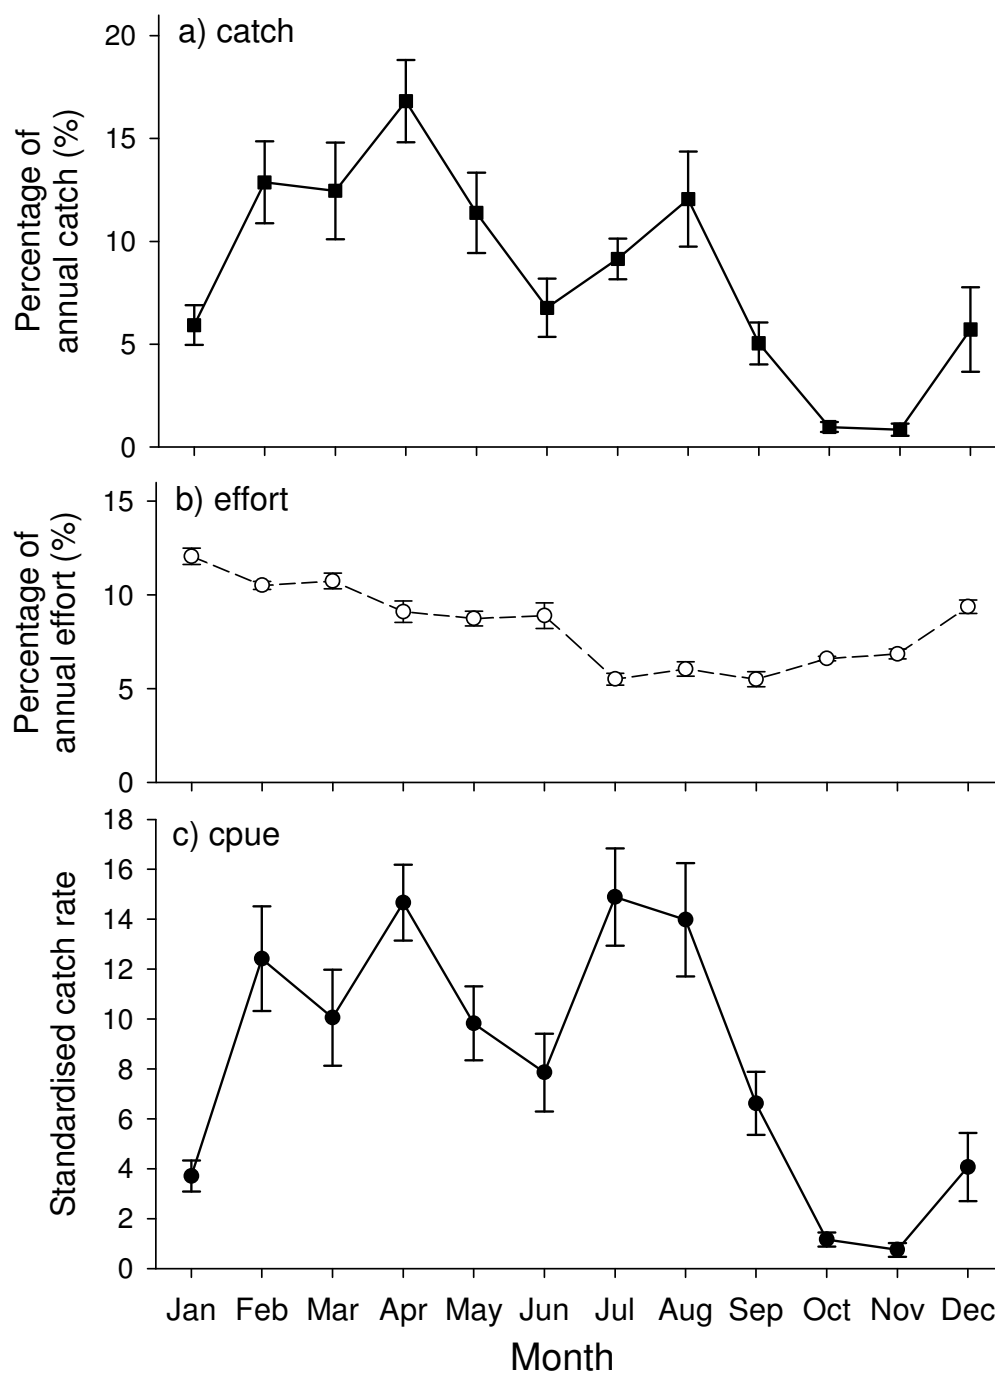 a) catch
Percentage of
annual catch (%)
20
15
10
5
0
b) effort
Percentage of
annual effort (%)
15
10
5
0
c) cpue
Standardised catch rate
18
16
14
12
10
8
6
4
2
0
Jan Feb Mar Apr May Jun Jul Aug Sep Oct Nov Dec
Month